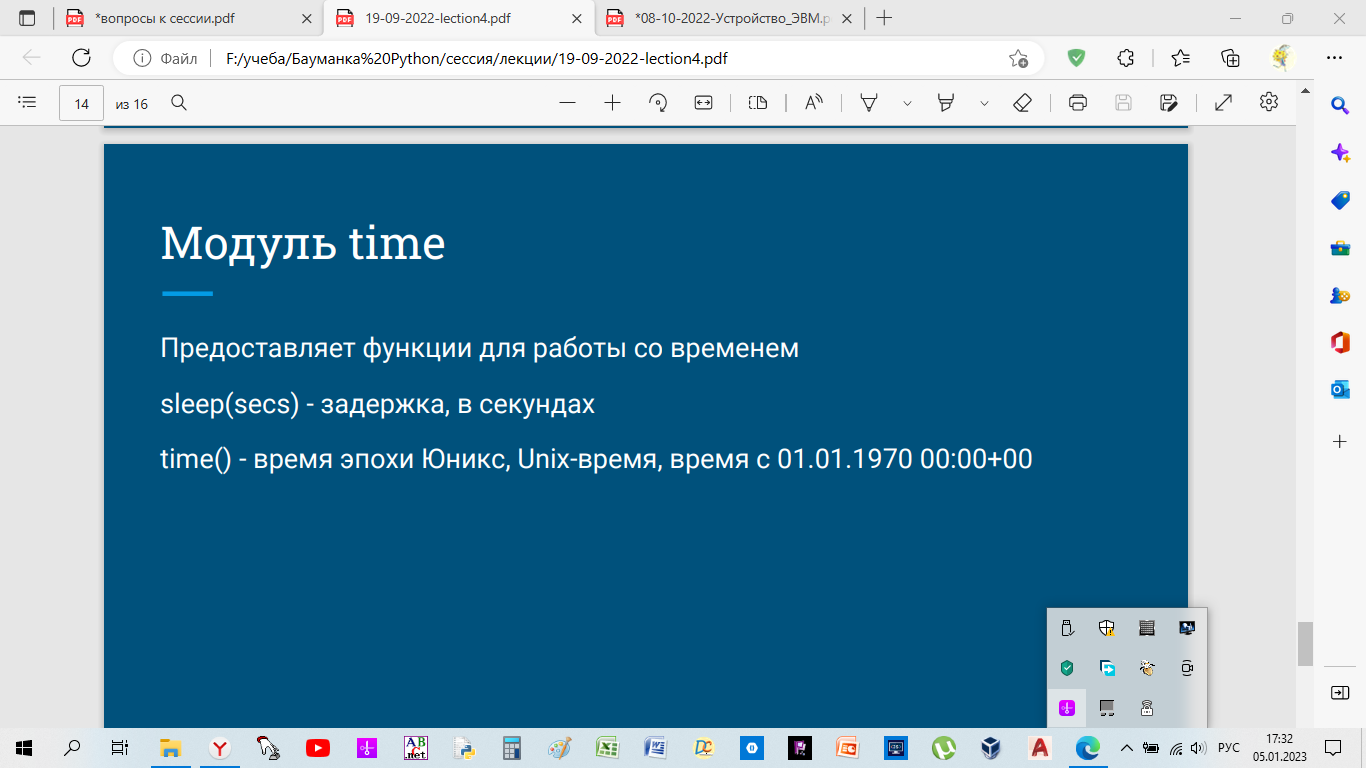 *вопросы к сессии.pdf
19-09-2022-lection4.pdf
*08-10-2022-Устройство_ЭВМ.p
Файл
F:/учеба/Бауманка%20Python/сессия/лекции/19-09-2022-lection4.pdf
14
из 16
Модуль time
Предоставляет функции для работы со временем
sleep(secs) - задержка, в секундах
time() - время эпохи Юникс, Unix-время, время с 01.01.1970 00:00+00
РУС
17:32
05.01.2023